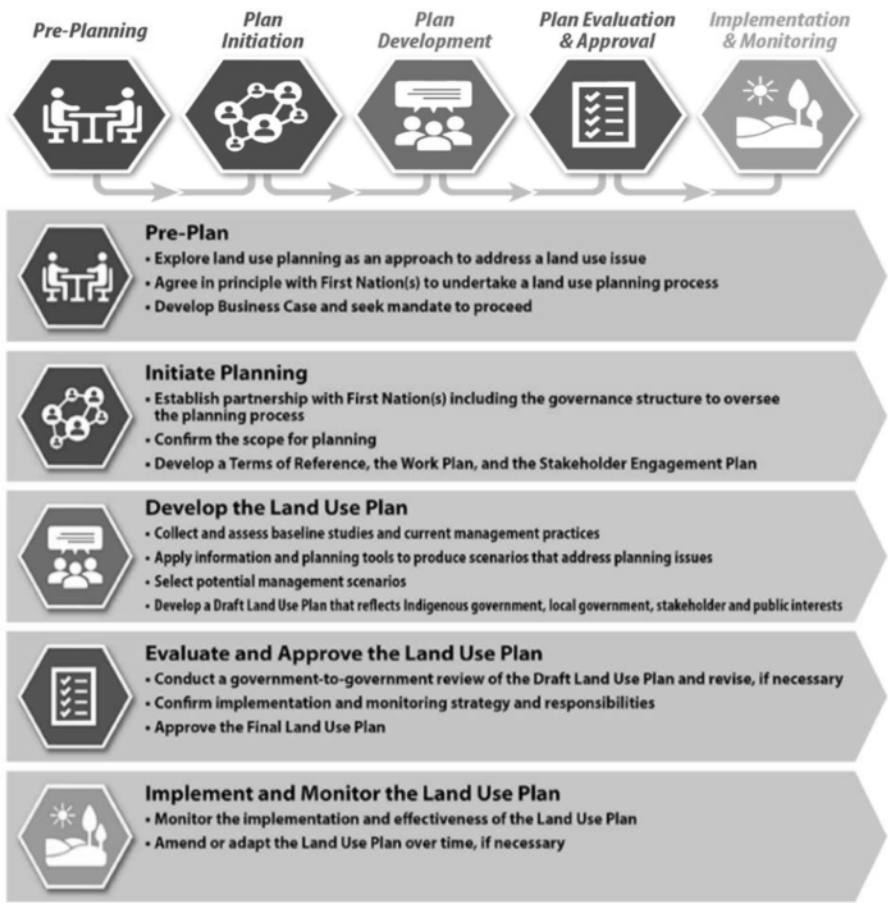 Pre-Planning
Plan
Initiation
Plan
Development
Plan Evaluation
& Approval
Implementation
& Monitoring
Pre-Plan
• Explore land use planning as an approach to address a land use issue
• Agree in principle with First Nation(s) to undertake a land use planning process
• Develop Business Case and seek mandate to proceed
Initiate Planning
• Establish partnership with First Nation(s) including the governance structure to oversee
the planning process
• Confirm the scope for planning
• Develop a Terms of Reference, the Work Plan, and the Stakeholder Engagement Plan
Develop the Land Use Plan
• Collect and assess baseline studies and current management practices
• Apply information and planning tools to produce scenarios that address planning issues
• Select potential management scenarios
• Develop a Draft Land Use Plan that reflects Indigenous government, local government, stakeholder and public interests
Evaluate and Approve the Land Use Plan
• Conduct a government-to-government review of the Draft Land Use Plan and revise, if necessary
• Confirm implementation and monitoring strategy and responsibilities
• Approve the Final Land Use Plan
Implement and Monitor the Land Use Plan
• Monitor the implementation and effectiveness of the Land Use Plan
• Amend or adapt the Land Use Plan over time, if necessary